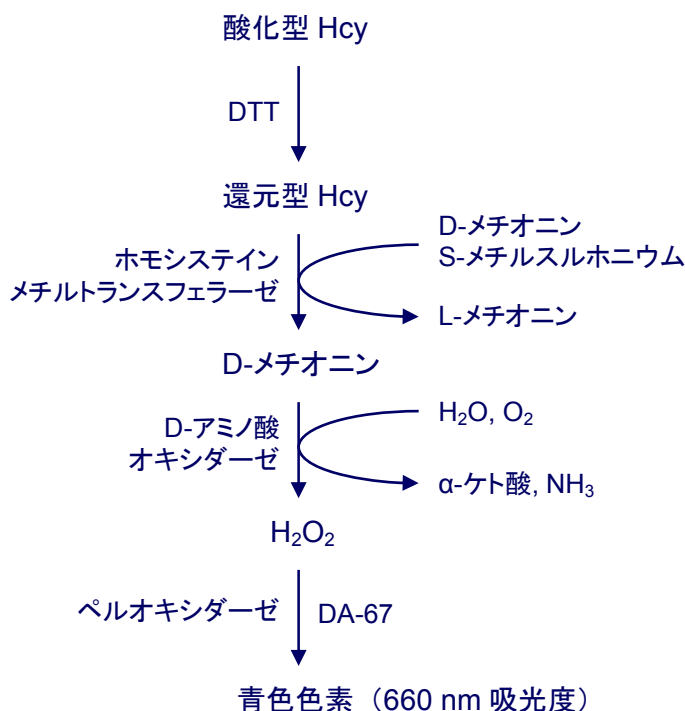 酸化型 Hcy
DTT
還元型 Hcy
ホモシステイン
メチルトランスフェラーゼ
D-メチオニン
S-メチルスルホニウム
L-メチオニン
D-メチオニン
D-アミノ酸
オキシダーゼ
H₂O, O₂
α-ケト酸, NH₃
H₂O₂
ペルオキシダーゼ
DA-67
青色色素（660 nm 吸光度）